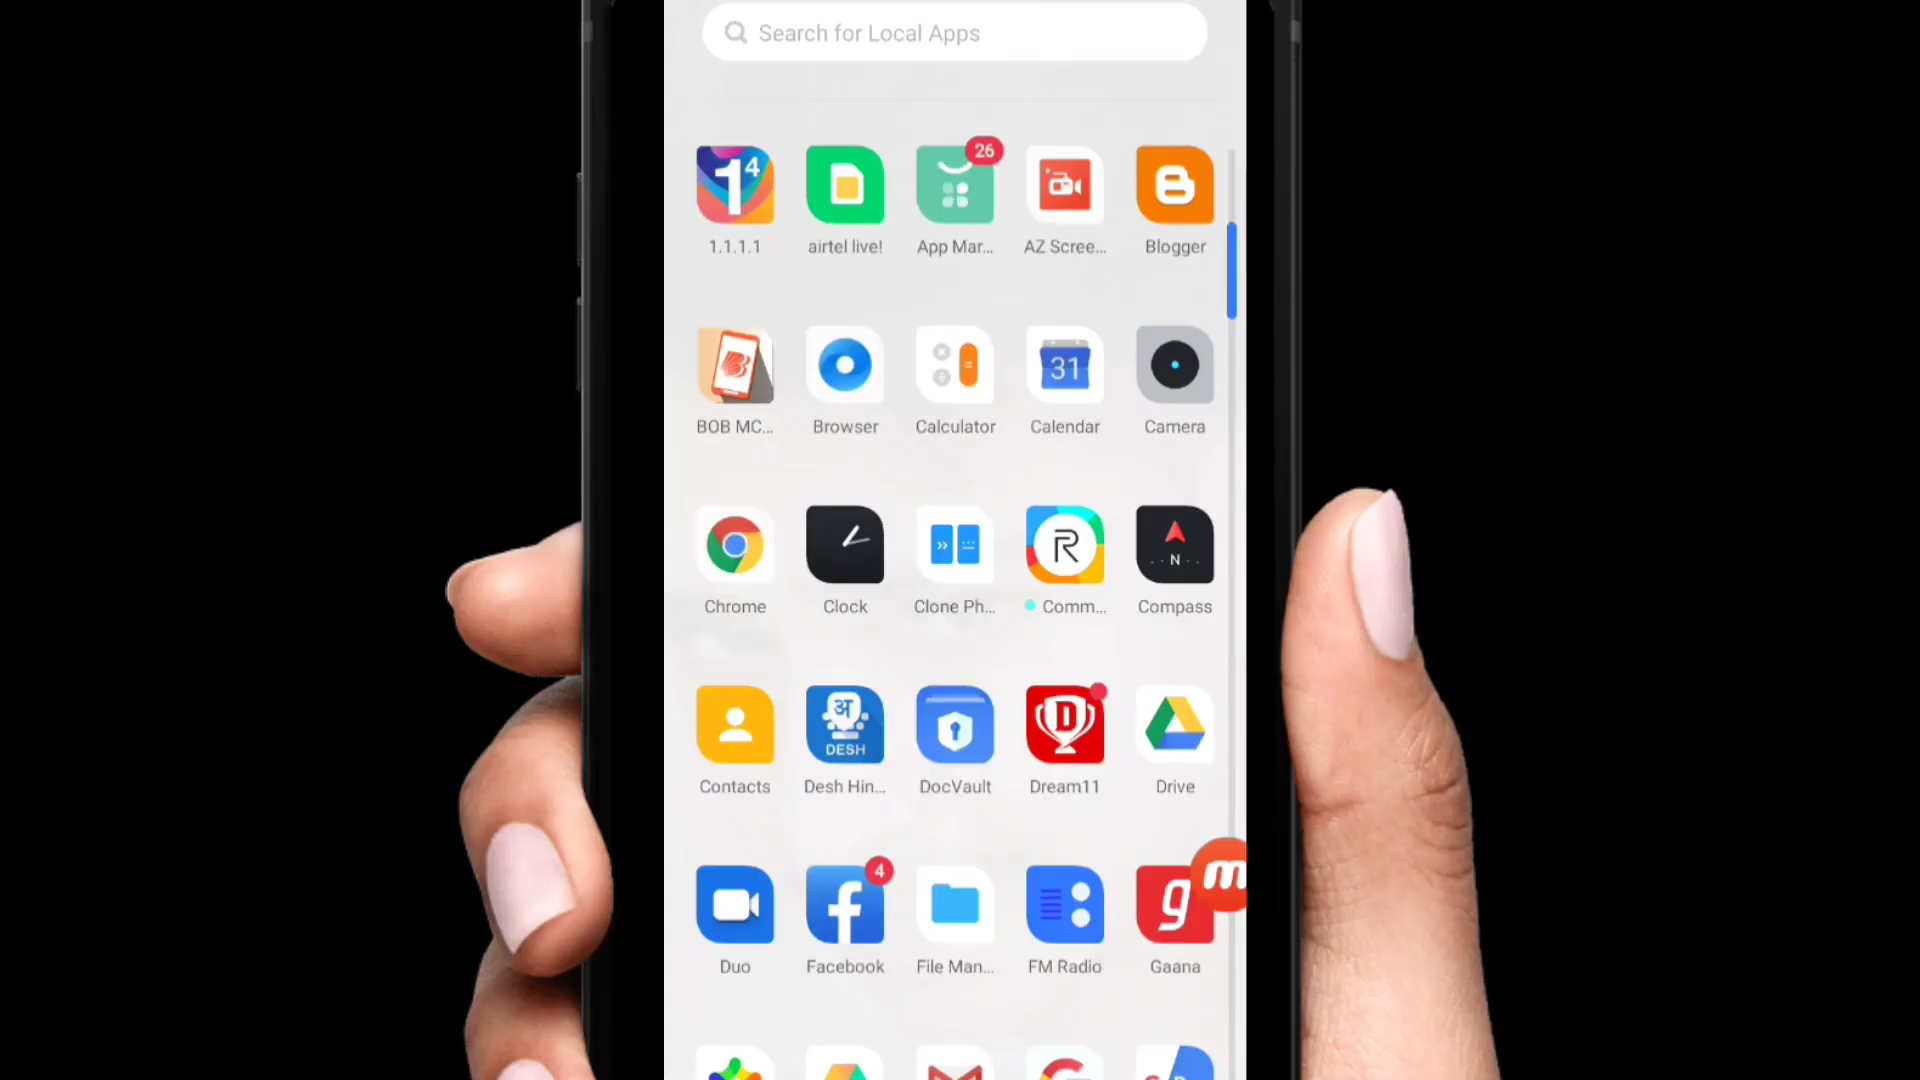 Search for Local Apps
26
1.1.1.1
airtel live!
App Mar...
AZ Scree...
Blogger
31
BOB MC...
Browser
Calculator
Calendar
Camera
N
Chrome
Clock
Clone Ph...
Comm...
Compass
अ
DESH
D
Contacts
Desh Hin...
DocVault
Dream11
Drive
4
Duo
Facebook
File Man...
FM Radio
Gaana